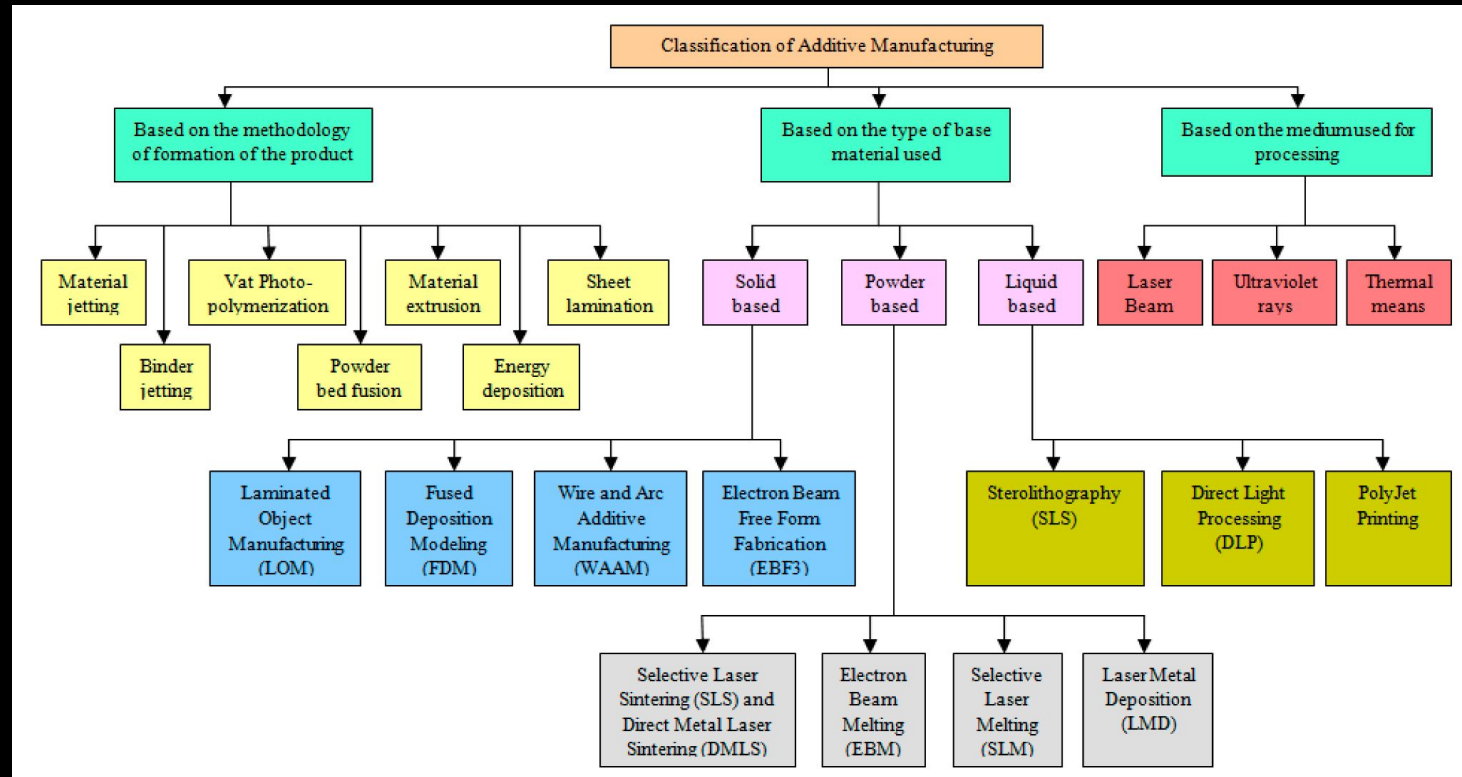 Classification of Additive Manufacturing
Based on the methodology
of formation of the product
Based on the type of base
material used
Based on the medium used for
processing
Material
jetting
Vat Photo-
polymerization
Material
extrusion
Sheet
lamination
Binder
jetting
Powder
bed fusion
Energy
deposition
Solid
based
Powder
based
Liquid
based
Laser
Beam
Ultraviolet
rays
Thermal
means
Laminated
Object
Manufacturing
(LOM)
Fused
Deposition
Modeling
(FDM)
Wire and Arc
Additive
Manufacturing
(WAAM)
Electron Beam
Free Form
Fabrication
(EBF3)
Sterolithography
(SLS)
Direct Light
Processing
(DLP)
PolyJet
Printing
Selective Laser
Sintering (SLS) and
Direct Metal Laser
Sintering (DMLS)
Electron
Beam
Melting
(EBM)
Selective
Laser
Melting
(SLM)
Laser Metal
Deposition
(LMD)